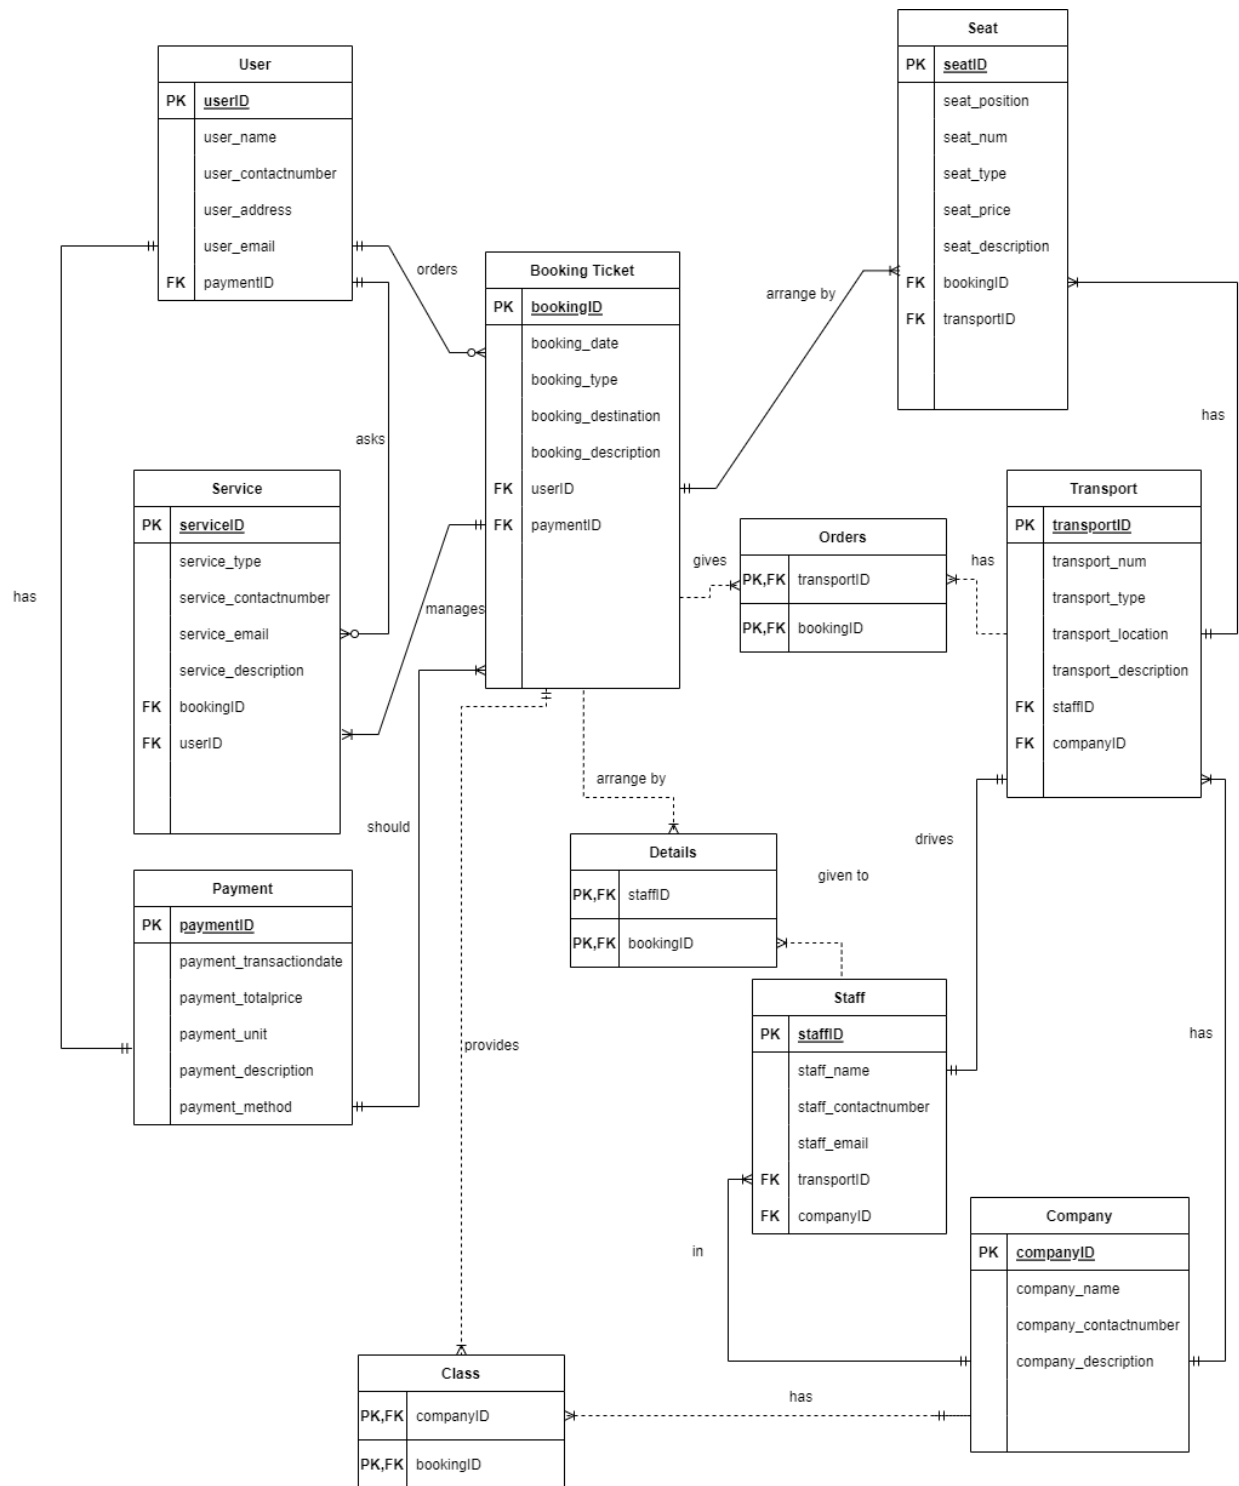 User
PK userID
user_name
user_contactnumber
user_address
user_email
FK paymentID
Seat
PK seatID
seat_position
seat_num
seat_type
seat_price
seat_description
FK bookingID
FK transportID
Booking Ticket
PK bookingID
booking_date
booking_type
booking_destination
booking_description
FK userID
FK paymentID
orders
arrange by
has
asks
Service
PK serviceID
service_type
service_contactnumber
service_email
service_description
FK bookingID
FK userID
Orders
PK,FK transportID
PK,FK bookingID
gives
has
Transport
PK transportID
transport_num
transport_type
transport_location
transport_description
FK staffID
FK companyID
has
manages
should
arrange by
Payment
PK paymentID
payment_transactiondate
payment_totalprice
payment_unit
payment_description
payment_method
Details
PK,FK staffID
PK,FK bookingID
given to
drives
Staff
PK staffID
staff_name
staff_contactnumber
staff_email
FK transportID
FK companyID
provides
has
in
Company
PK companyID
company_name
company_contactnumber
company_description
has
Class
PK,FK companyID
PK,FK bookingID